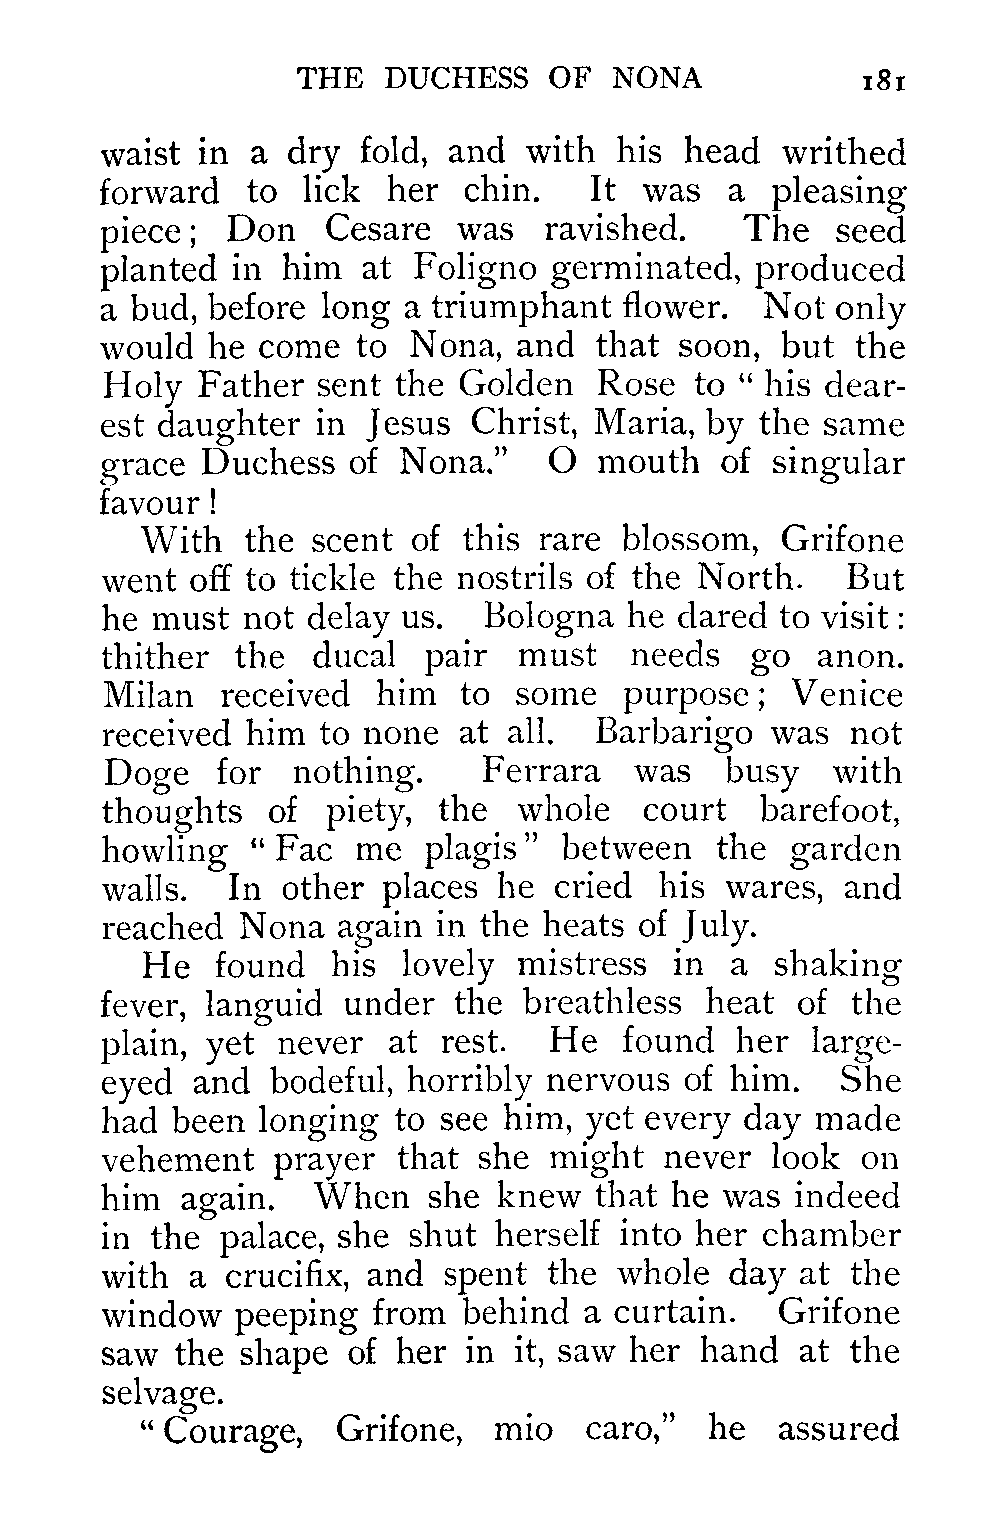 THE DUCHESS OF NONA 181
waist in a dry fold, and with his head writhed
forward to lick her chin. It was a pleasing
piece; Don Cesare was ravished. The seed
planted in him at Foligno germinated, produced
a bud, before long a triumphant flower. Not only
would he come to Nona, and that soon, but the
Holy Father sent the Golden Rose to “his dear-
est daughter in Jesus Christ, Maria, by the same
grace Duchess of Nona.” O mouth of singular
favour!
With the scent of this rare blossom, Grifone
went off to tickle the nostrils of the North. But
he must not delay us. Bologna he dared to visit:
thither the ducal pair must needs go anon.
Milan received him to some purpose; Venice
received him to none at all. Barbarigo was not
Doge for nothing. Ferrara was busy with
thoughts of piety, the whole court barefoot,
howling “Fac me plagis” between the garden
walls. In other places he cried his wares, and
reached Nona again in the heats of July.
He found his lovely mistress in a shaking
fever, languid under the breathless heat of the
plain, yet never at rest. He found her large-
eyed and bodeful, horribly nervous of him. She
had been longing to see him, yet every day made
vehement prayer that she might never look on
him again. When she knew that he was indeed
in the palace, she shut herself into her chamber
with a crucifix, and spent the whole day at the
window peeping from behind a curtain. Grifone
saw the shape of her in it, saw her hand at the
selvage.
“Courage, Grifone, mio caro,” he assured